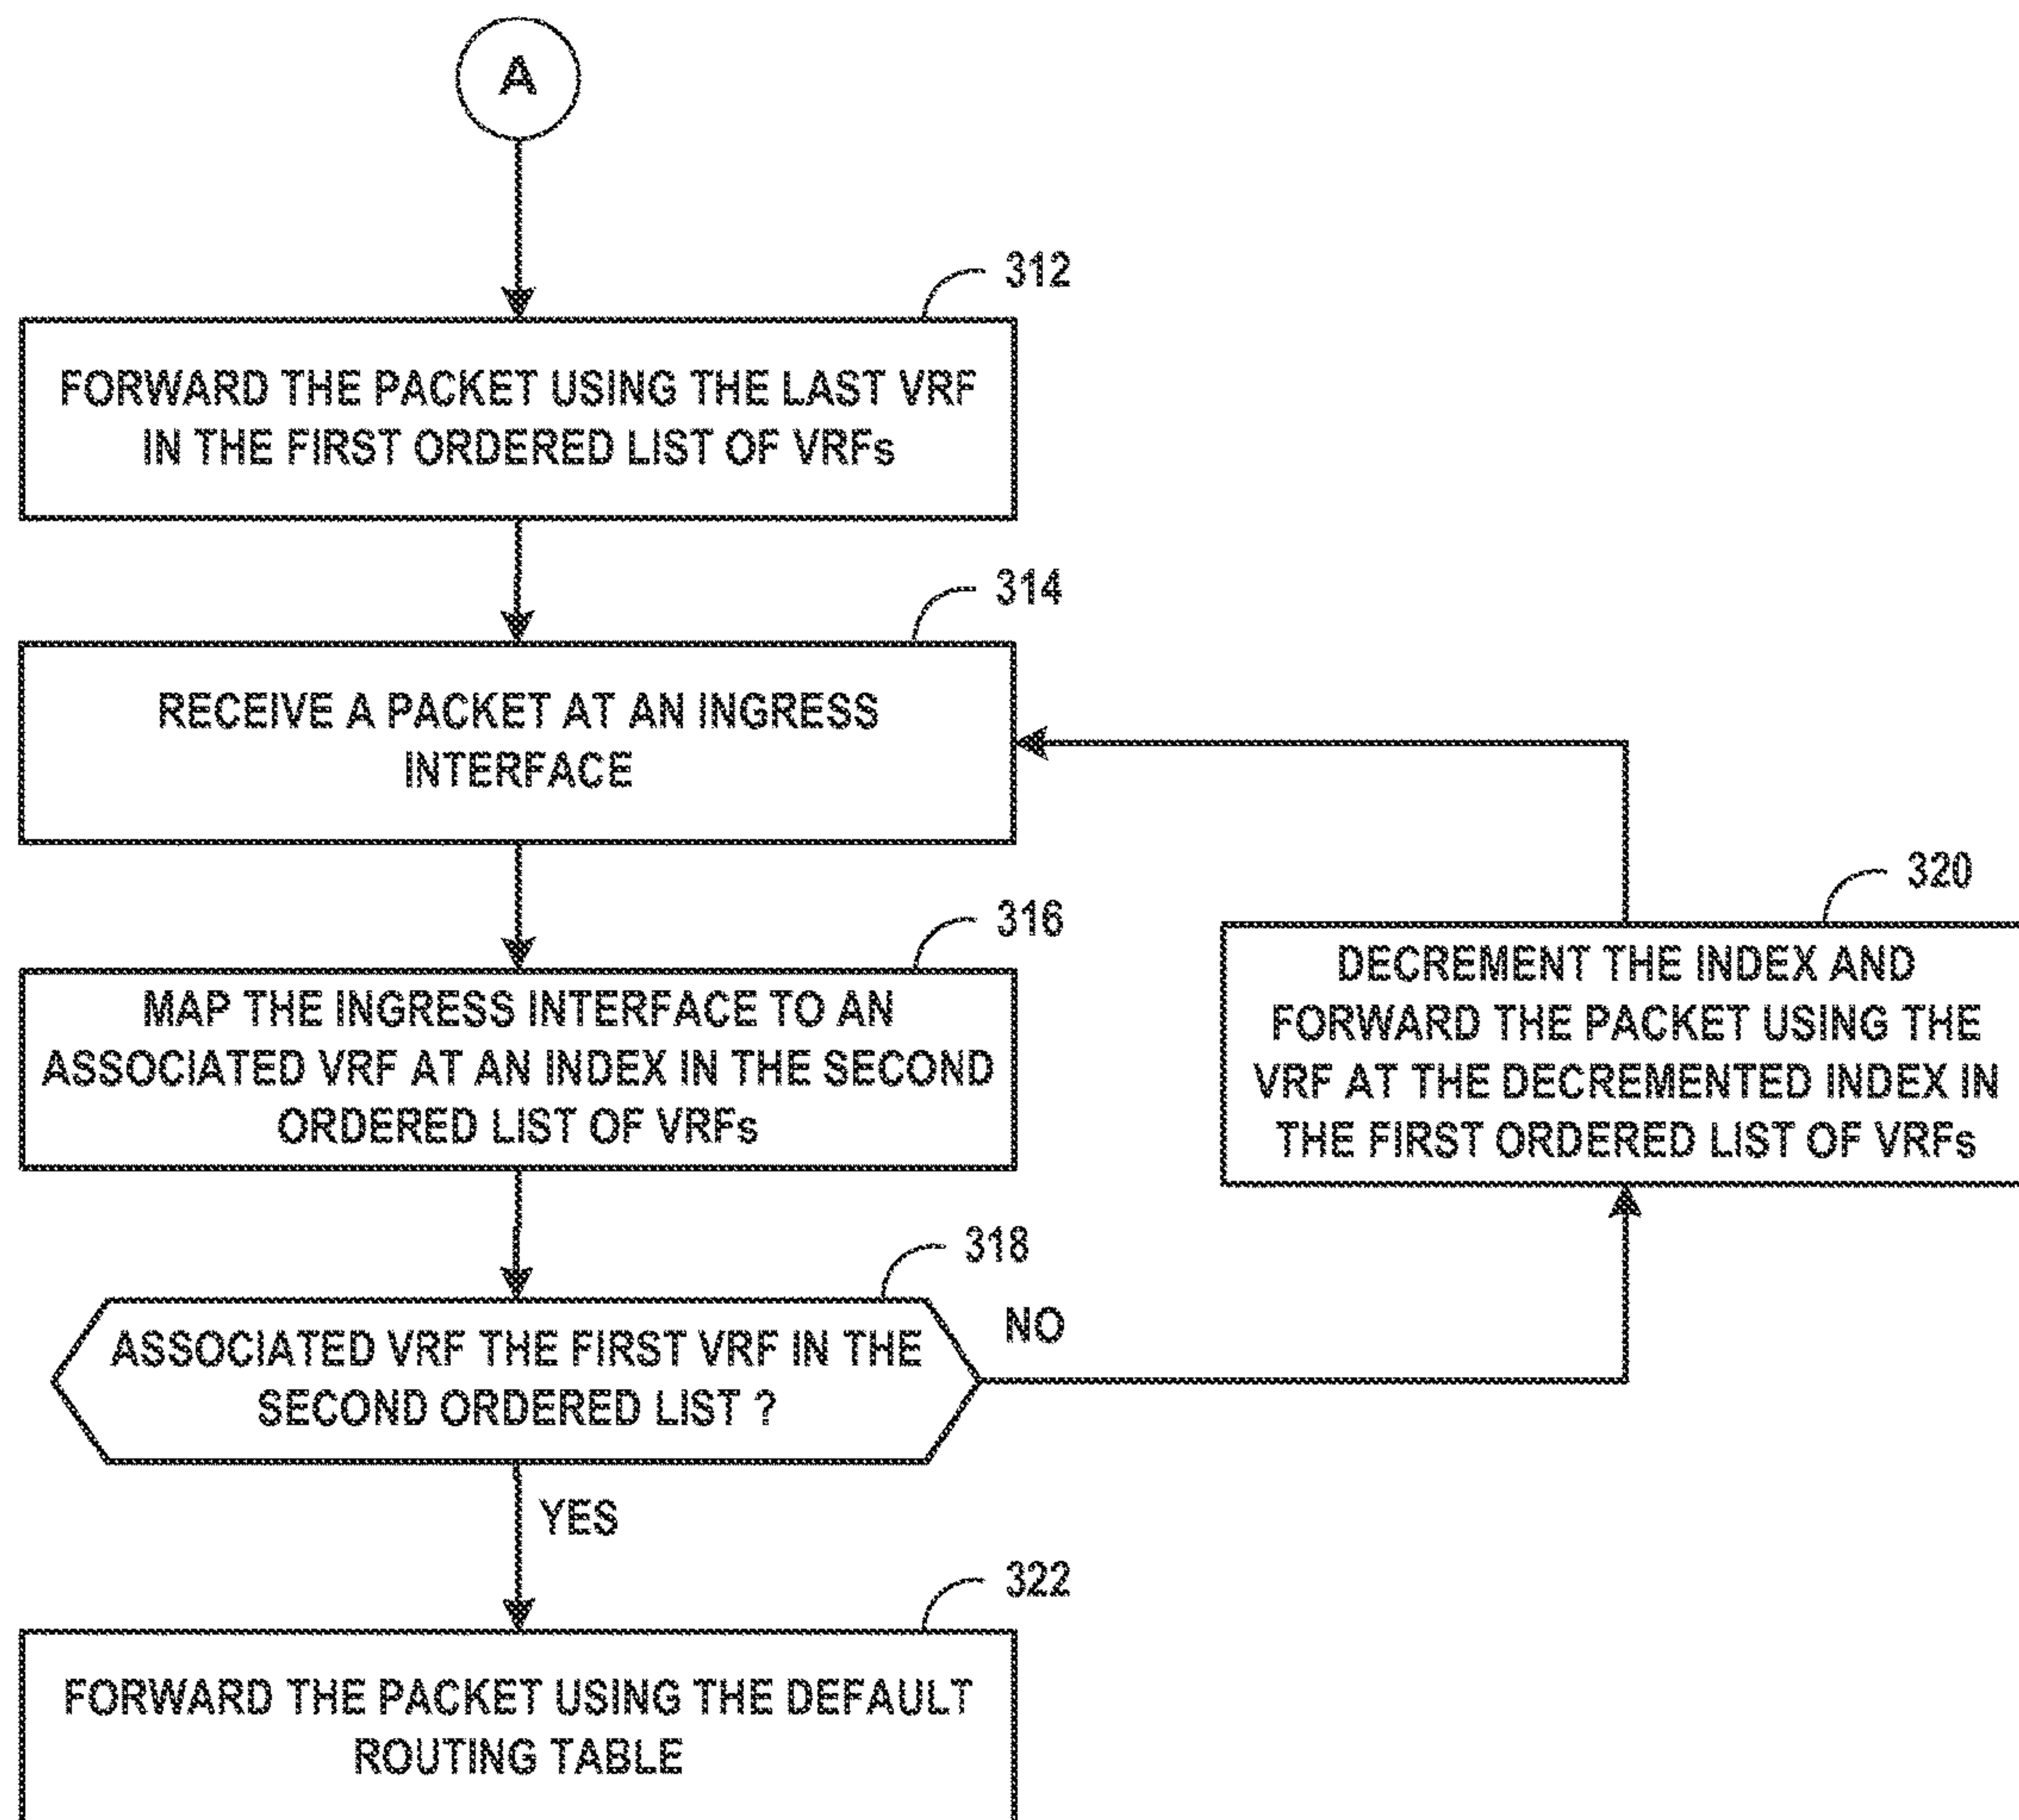 A
312
FORWARD THE PACKET USING THE LAST VRF
IN THE FIRST ORDERED LIST OF VRFs
314
RECEIVE A PACKET AT AN INGRESS
INTERFACE
316
MAP THE INGRESS INTERFACE TO AN
ASSOCIATED VRF AT AN INDEX IN THE SECOND
ORDERED LIST OF VRFs
320
DECREMENT THE INDEX AND
FORWARD THE PACKET USING THE
VRF AT THE DECREMENTED INDEX IN
THE FIRST ORDERED LIST OF VRFs
318
ASSOCIATED VRF THE FIRST VRF IN THE
SECOND ORDERED LIST ?
NO
YES
322
FORWARD THE PACKET USING THE DEFAULT
ROUTING TABLE